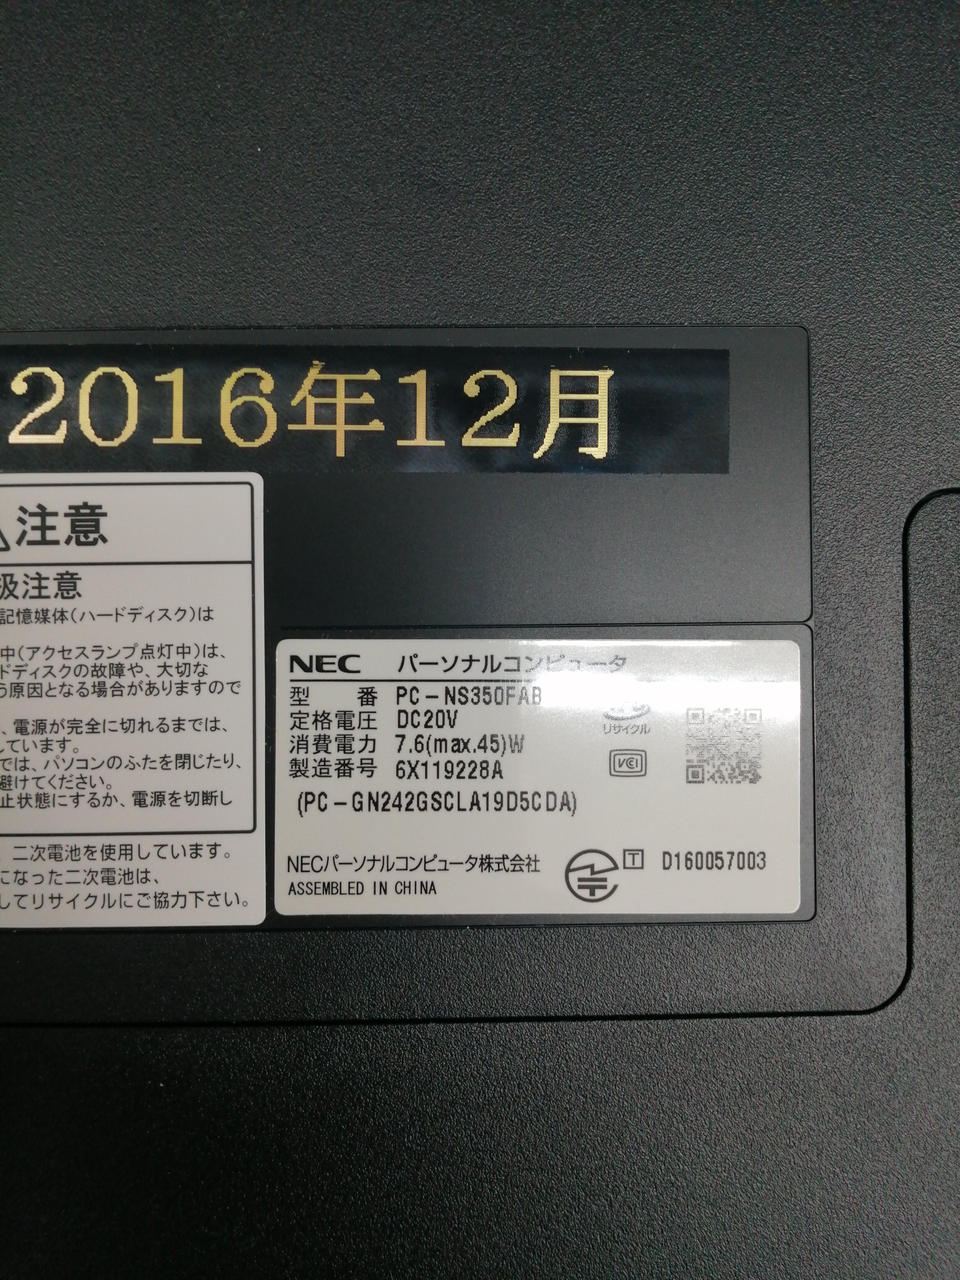 2016年12月
注意
扱注意
記憶媒体(ハードディスク)は
中(アクセスランプ点灯中)は、
ドディスクの故障や、大切な
う原因となる場合がありますので
、電源が完全に切れるまでは、
しています。
では、パソコンのふたを閉じたり、
避けてください。
止状態にするか、電源を切断し
、二次電池を使用しています。
になった二次電池は、
してリサイクルにご協力下さい。
NEC パーソナルコンピュータ
型 番 PC-NS350FAB
定格電圧 DC20V
消費電力 7.6(max.45)W
製造番号 6X119228A
(PC-GN242GSCLA19D5CDA)
リサイクル
VCI
NECパーソナルコンピュータ株式会社
ASSEMBLED IN CHINA
T D160057003